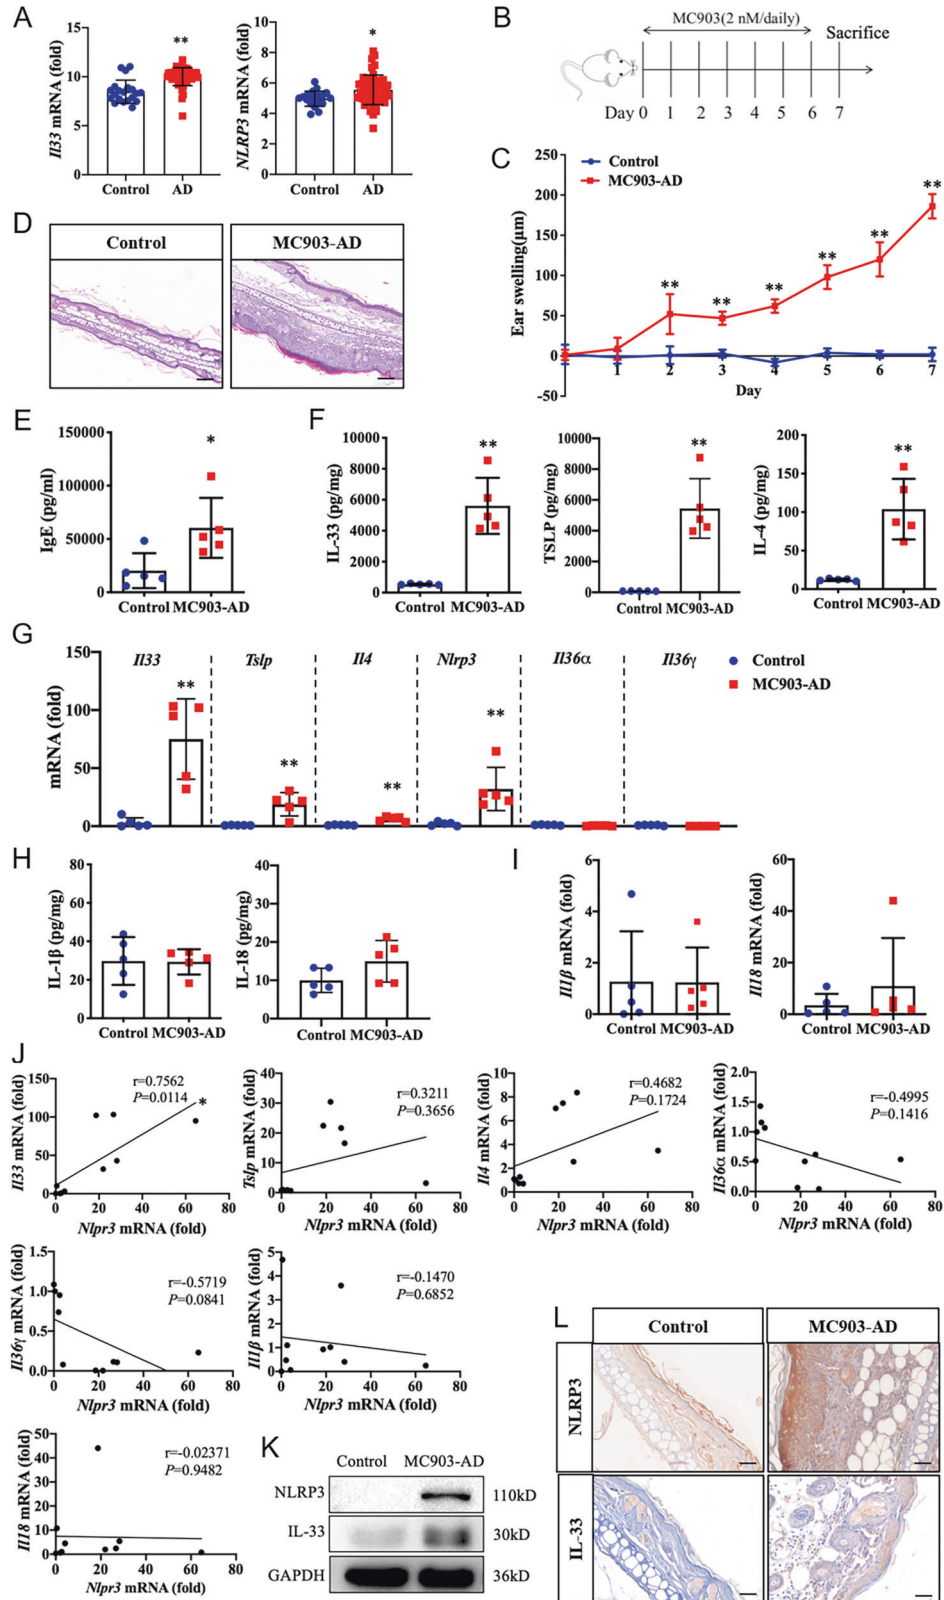 A
Il33 mRNA (fold)
15
10
5
0
**
Control
AD
NLRP3 mRNA (fold)
10
8
6
4
2
0
*
Control
AD
B
MC903(2 nM/daily)
Sacrifice
Day 0 1 2 3 4 5 6 7
C
Control
MC903-AD
Ear swelling(μm)
250
200
150
100
50
0
-50
** ** ** ** ** **
1 2 3 4 5 6 7
Day
D
Control
MC903-AD
E
IgE (pg/ml)
150000
100000
50000
0
*
Control MC903-AD
F
IL-33 (pg/mg)
10000
8000
6000
4000
2000
0
**
Control MC903-AD
TSLP (pg/mg)
10000
8000
6000
4000
2000
0
**
Control MC903-AD
IL-4 (pg/mg)
200
150
100
50
0
**
Control MC903-AD
G
mRNA (fold)
150
100
50
0
Il33 Tslp Il4 Nlrp3 Il36α Il36γ
** ** ** **
Control
MC903-AD
H
IL-1β (pg/mg)
80
60
40
20
0
Control MC903-AD
IL-18 (pg/mg)
40
30
20
10
0
Control MC903-AD
I
Il1β mRNA (fold)
6
4
2
0
Control MC903-AD
Il18 mRNA (fold)
60
40
20
0
Control MC903-AD
J
Il33 mRNA (fold)
150
100
50
0
r=0.7562
P=0.0114
*
0 20 40 60 80
Nlpr3 mRNA (fold)
Tslp mRNA (fold)
40
30
20
10
0
r=0.3211
P=0.3656
0 20 40 60 80
Nlpr3 mRNA (fold)
Il4 mRNA (fold)
10
8
6
4
2
0
r=0.4682
P=0.1724
0 20 40 60 80
Nlpr3 mRNA (fold)
Il36α mRNA (fold)
2.0
1.5
1.0
0.5
0.0
r=-0.4995
P=0.1416
0 20 40 60 80
Nlpr3 mRNA (fold)
Il36γ mRNA (fold)
1.5
1.0
0.5
0.0
r=-0.5719
P=0.0841
0 20 40 60 80
Nlpr3 mRNA (fold)
Il1β mRNA (fold)
5
4
3
2
1
0
r=-0.1470
P=0.6852
0 20 40 60 80
Nlpr3 mRNA (fold)
Il18 mRNA (fold)
50
40
30
20
10
0
r=-0.02371
P=0.9482
0 20 40 60 80
Nlpr3 mRNA (fold)
K
Control MC903-AD
NLRP3 110kD
IL-33 30kD
GAPDH 36kD
L
Control MC903-AD
NLRP3
IL-33